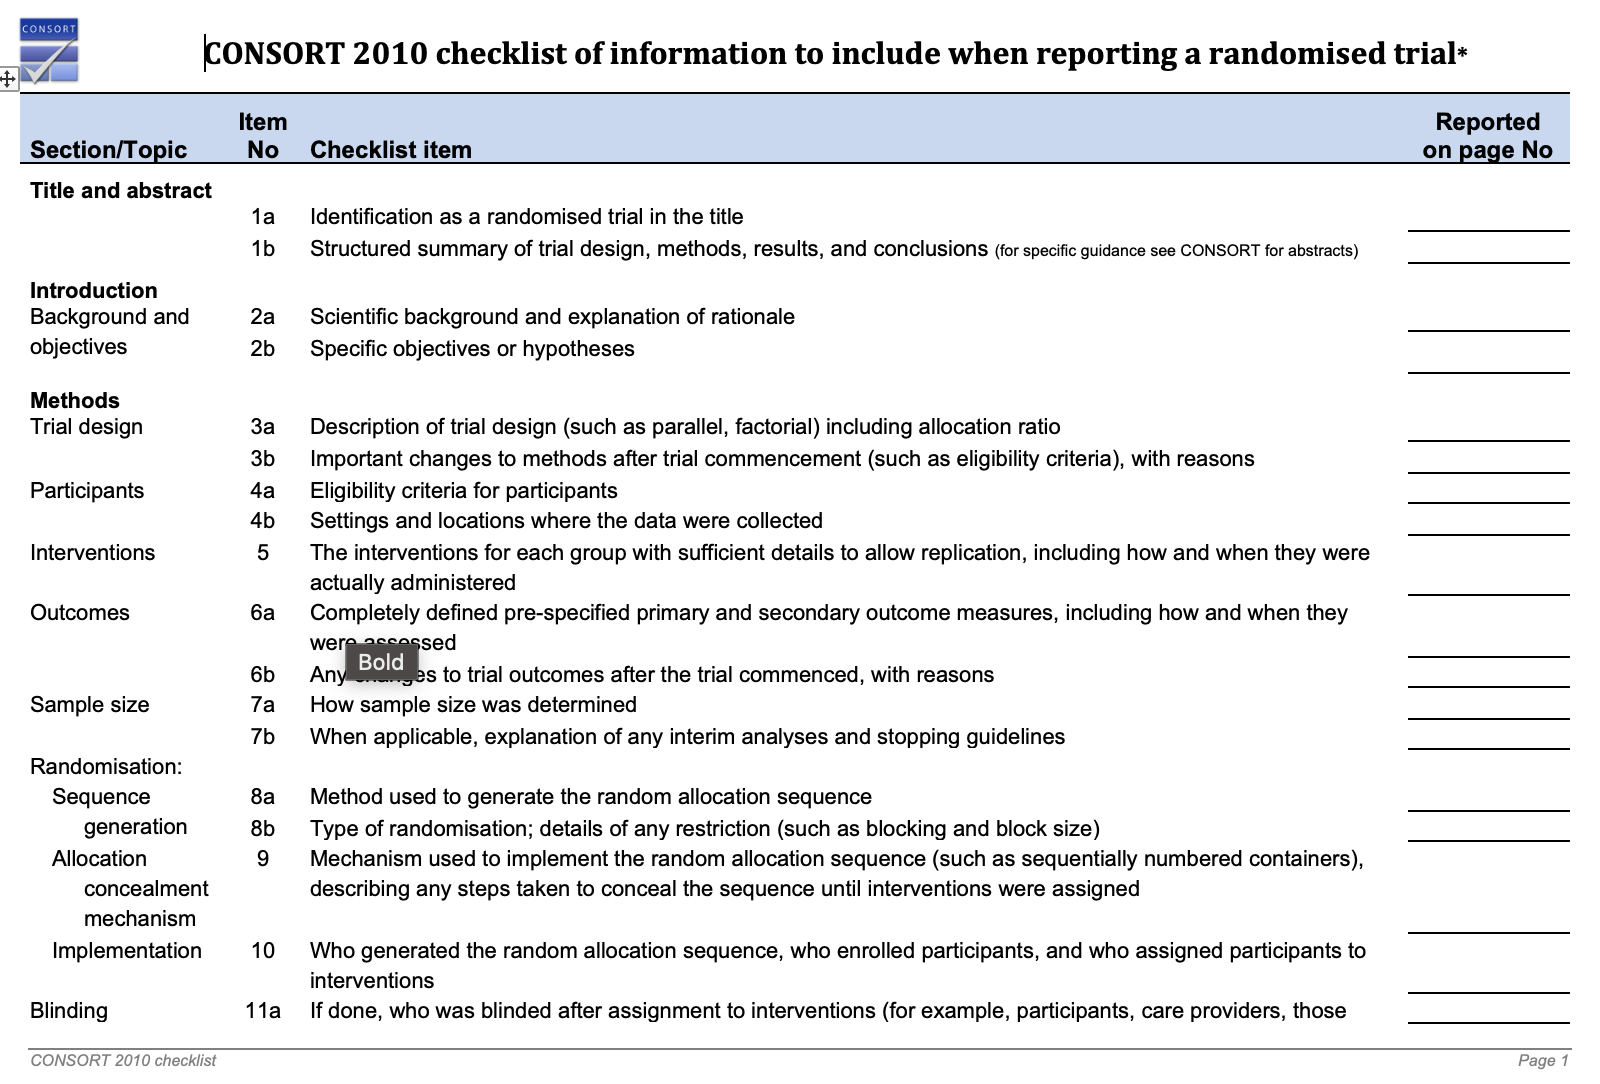 CONSORT
CONSORT 2010 checklist of information to include when reporting a randomised trial*
Section/Topic Item No Checklist item Reported on page No
Title and abstract
1a Identification as a randomised trial in the title
1b Structured summary of trial design, methods, results, and conclusions (for specific guidance see CONSORT for abstracts)
Introduction
Background and objectives
2a Scientific background and explanation of rationale
2b Specific objectives or hypotheses
Methods
Trial design 3a Description of trial design (such as parallel, factorial) including allocation ratio
3b Important changes to methods after trial commencement (such as eligibility criteria), with reasons
Participants 4a Eligibility criteria for participants
4b Settings and locations where the data were collected
Interventions 5 The interventions for each group with sufficient details to allow replication, including how and when they were
actually administered
Outcomes 6a Completely defined pre-specified primary and secondary outcome measures, including how and when they
were assessed
Bold
6b Any changes to trial outcomes after the trial commenced, with reasons
Sample size 7a How sample size was determined
7b When applicable, explanation of any interim analyses and stopping guidelines
Randomisation:
Sequence generation
8a Method used to generate the random allocation sequence
8b Type of randomisation; details of any restriction (such as blocking and block size)
Allocation concealment mechanism
9 Mechanism used to implement the random allocation sequence (such as sequentially numbered containers),
describing any steps taken to conceal the sequence until interventions were assigned
Implementation 10 Who generated the random allocation sequence, who enrolled participants, and who assigned participants to
interventions
Blinding 11a If done, who was blinded after assignment to interventions (for example, participants, care providers, those
CONSORT 2010 checklist Page 1